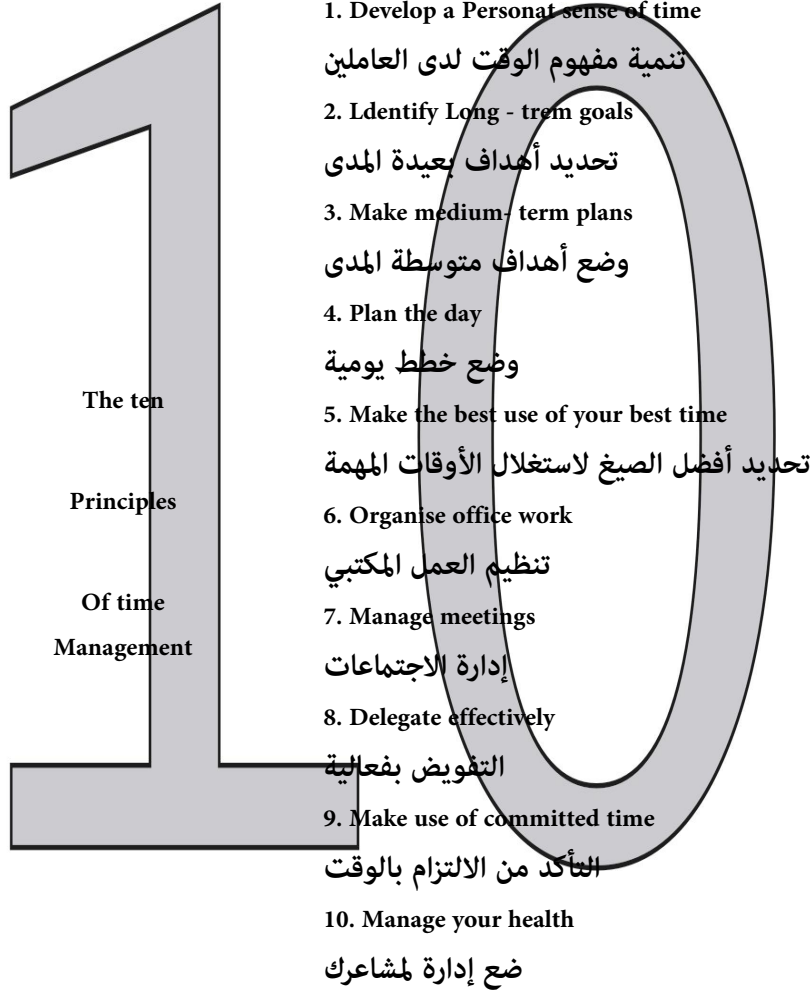 The ten
Principles
Of time
Management
1. Develop a Personat sense of time
تنمية مفهوم الوقت لدى العاملين
2. Ldentify Long - trem goals
تحديد أهداف بعيدة المدى
3. Make medium- term plans
وضع أهداف متوسطة المدى
4. Plan the day
وضع خطط يومية
5. Make the best use of your best time
تحديد أفضل الصيغ لاستغلال الأوقات المهمة
6. Organise office work
تنظيم العمل المكتبي
7. Manage meetings
إدارة الاجتماعات
8. Delegate effectively
التفويض بفعالية
9. Make use of committed time
التأكد من الالتزام بالوقت
10. Manage your health
ضع إدارة لمشاعرك
10